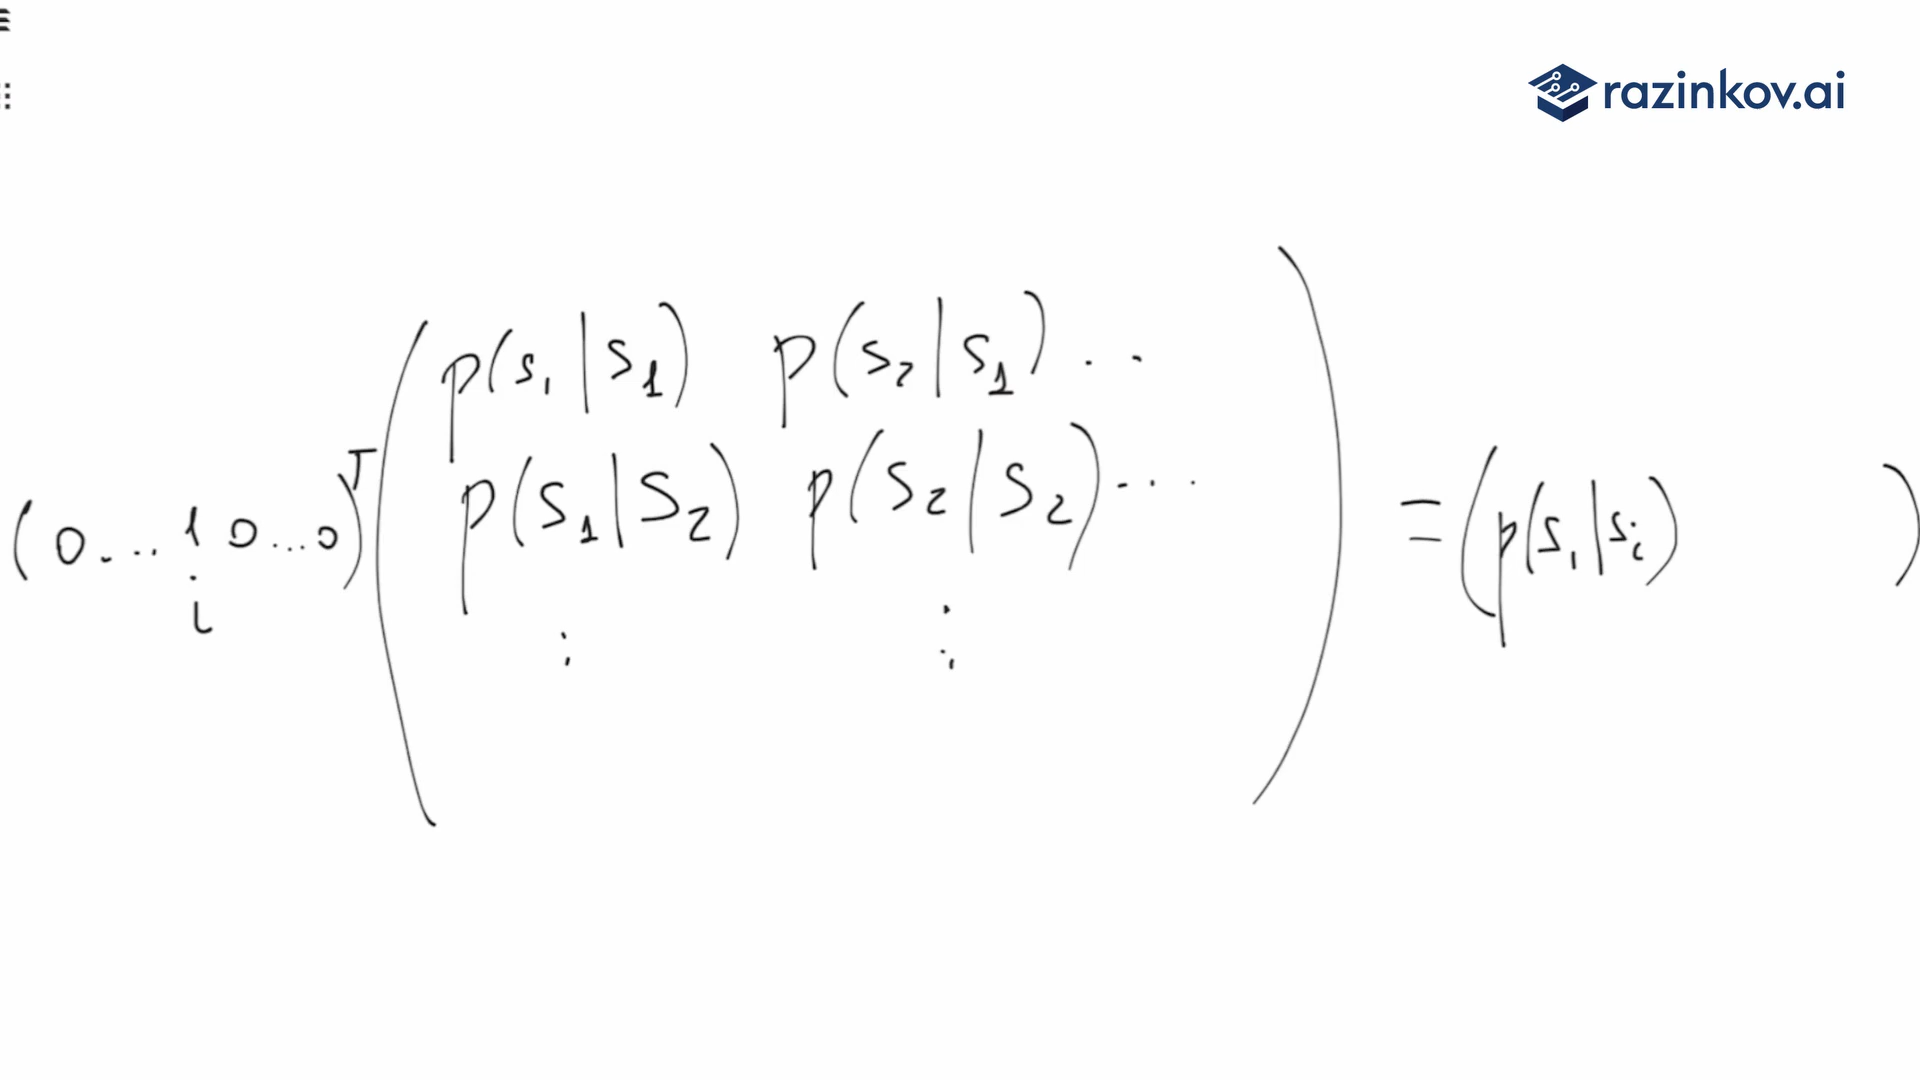 razinkov.ai
p(s₁|s₁) p(s₂|s₁) ...
(0 ... 1 0 ... 0)ᵀ p(s₁|s₂) p(s₂|s₂) ... = (p(s₁|sᵢ) )
i